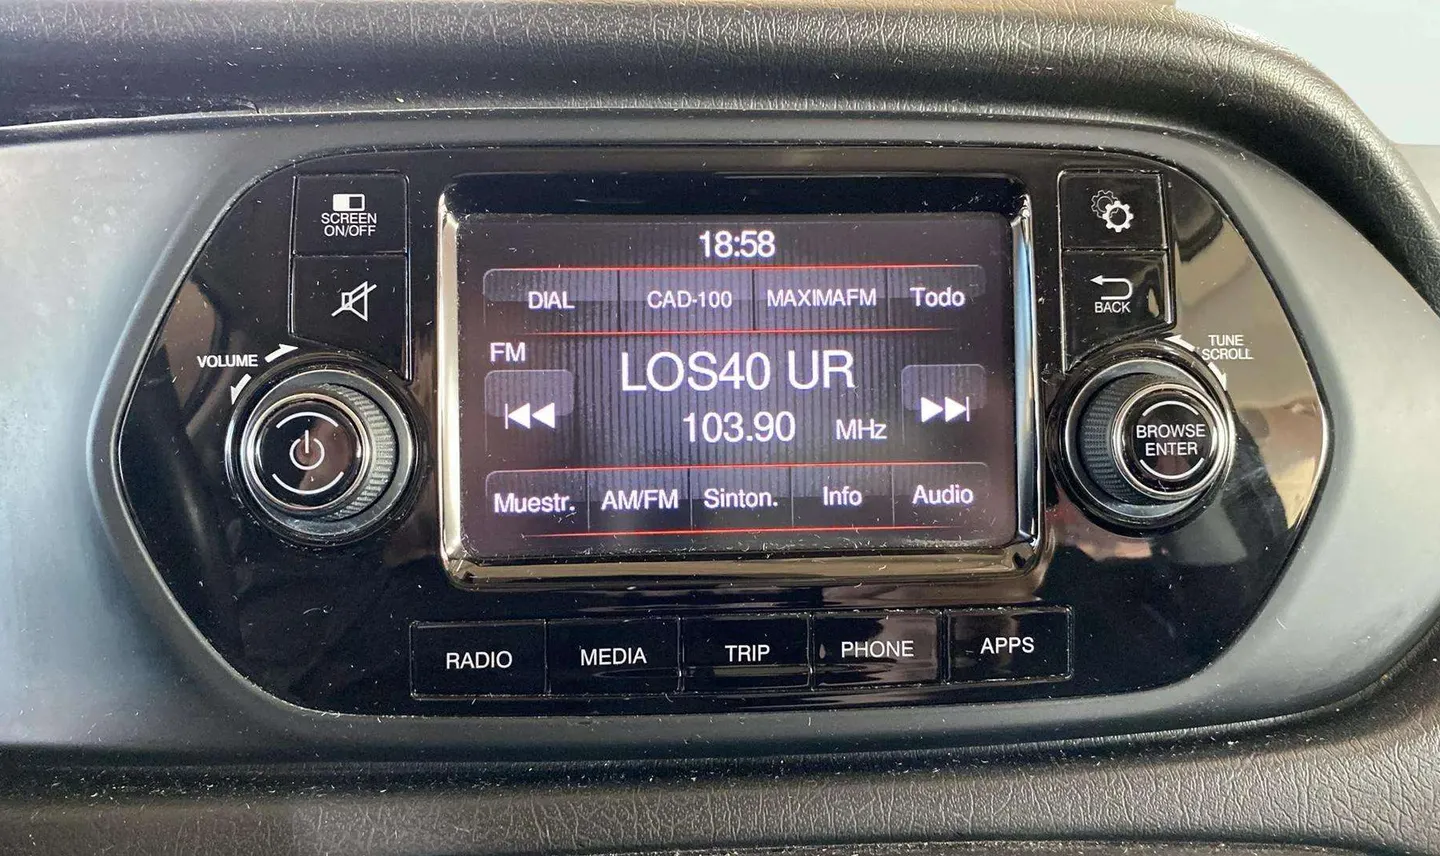 SCREEN
ON/OFF
VOLUME
18:58
DIAL CAD-100 MAXIMAFM Todo
FM
LOS40 UR
103.90 MHz
Muestr. AM/FM Sinton. Info Audio
BACK
TUNE
SCROLL
BROWSE
ENTER
RADIO MEDIA TRIP PHONE APPS